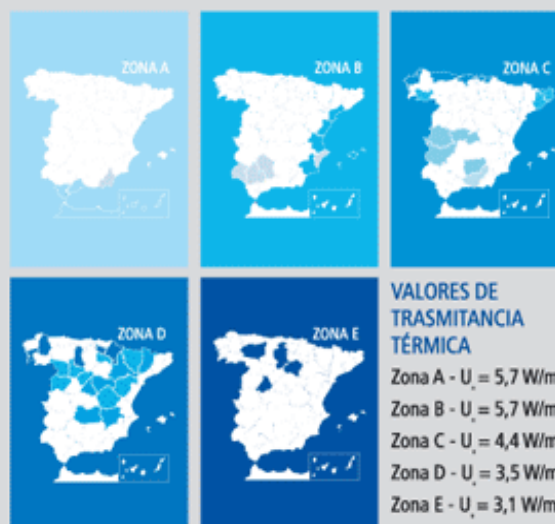 ZONA A
ZONA B
ZONA C
ZONA D
ZONA E
VALORES DE
TRASMITANCIA
TÉRMICA
Zona A - U = 5,7 W/m
Zona B - U = 5,7 W/m
Zona C - U = 4,4 W/m
Zona D - U = 3,5 W/m
Zona E - U = 3,1 W/m